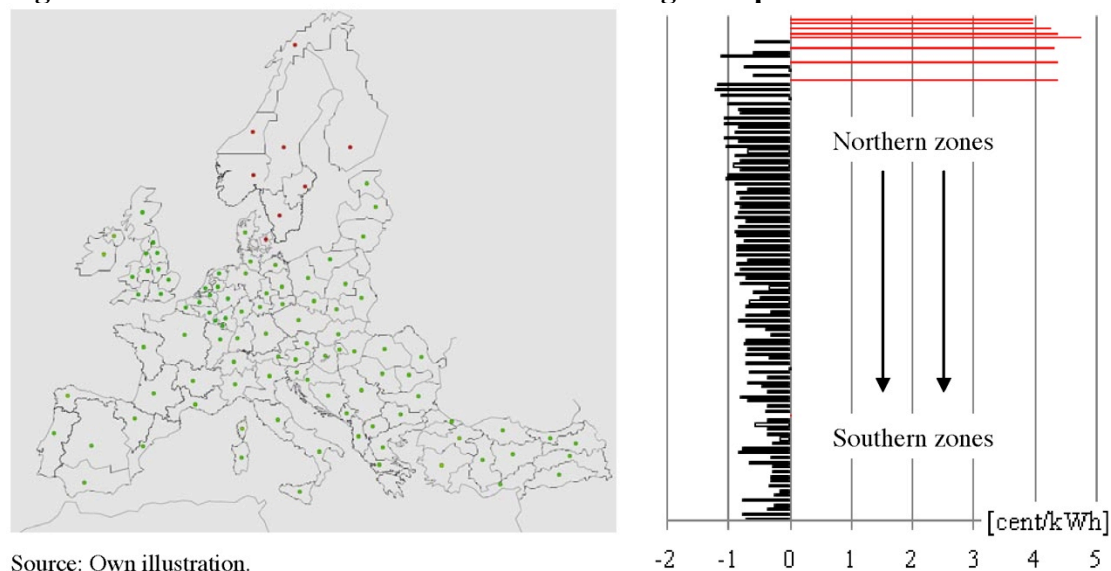 Northern zones
Southern zones
[cent/kWh]
-2 -1 0 1 2 3 4 5
Source: Own illustration.